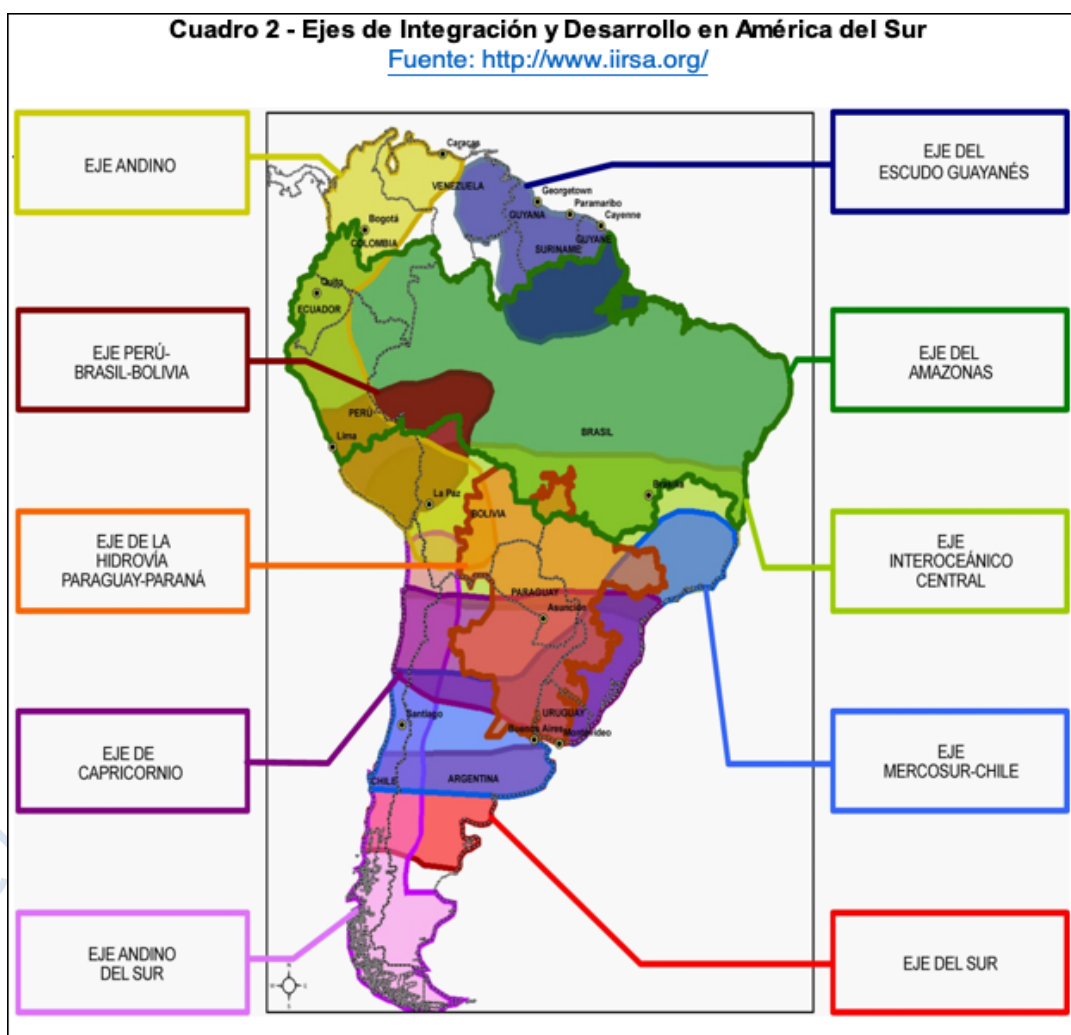 Cuadro 2 - Ejes de Integración y Desarrollo en América del Sur
Fuente: http://www.iirsa.org/
EJE ANDINO
EJE PERÚ-
BRASIL-BOLIVIA
EJE DE LA
HIDROVÍA
PARAGUAY-PARANÁ
EJE DE
CAPRICORNIO
EJE ANDINO
DEL SUR
Caracas
VENEZUELA
Georgetown
Paramaribo
GUYANA
Cayenne
Bogotá
COLOMBIA
SURINAME
GUYANE
Quito
ECUADOR
PERÚ
Lima
BRASIL
La Paz
Brasilia
BOLIVIA
PARAGUAY
Asunción
Santiago
URUGUAY
Buenos Aires
Montevideo
CHILE
ARGENTINA
EJE DEL
ESCUDO GUAYANÉS
EJE DEL
AMAZONAS
EJE
INTEROCEÁNICO
CENTRAL
EJE
MERCOSUR-CHILE
EJE DEL SUR